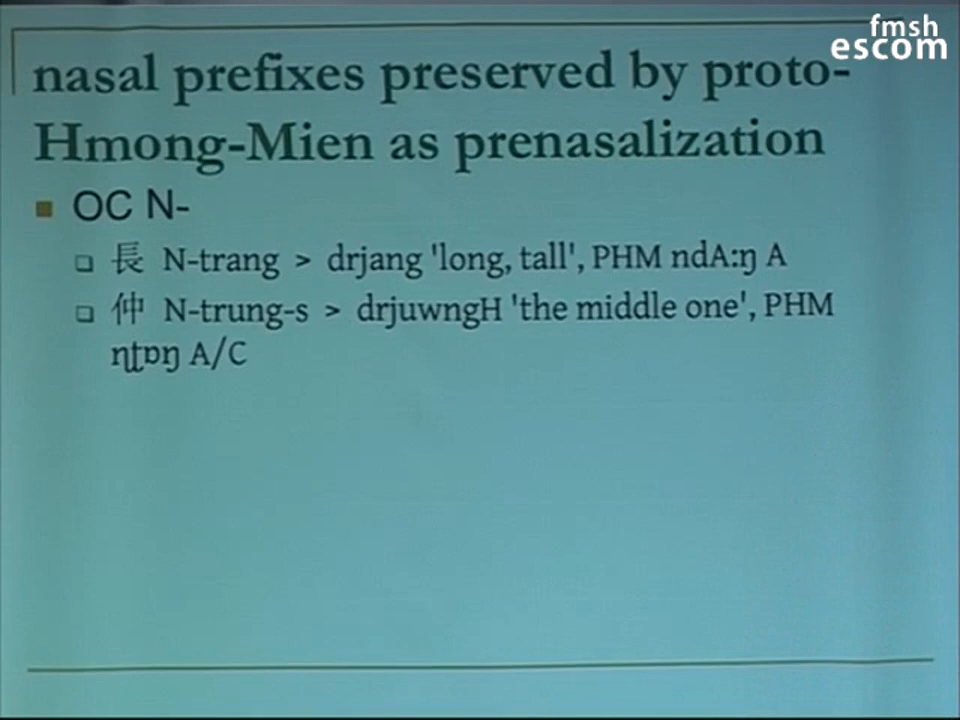 fmsh
escom
nasal prefixes preserved by proto-
Hmong-Mien as prenasalization
OC N-
長 N-trang > drjang 'long, tall', PHM ndA:ŋ A
仲 N-trung-s > drjuwngH 'the middle one', PHM
ɳʈɒŋ A/C